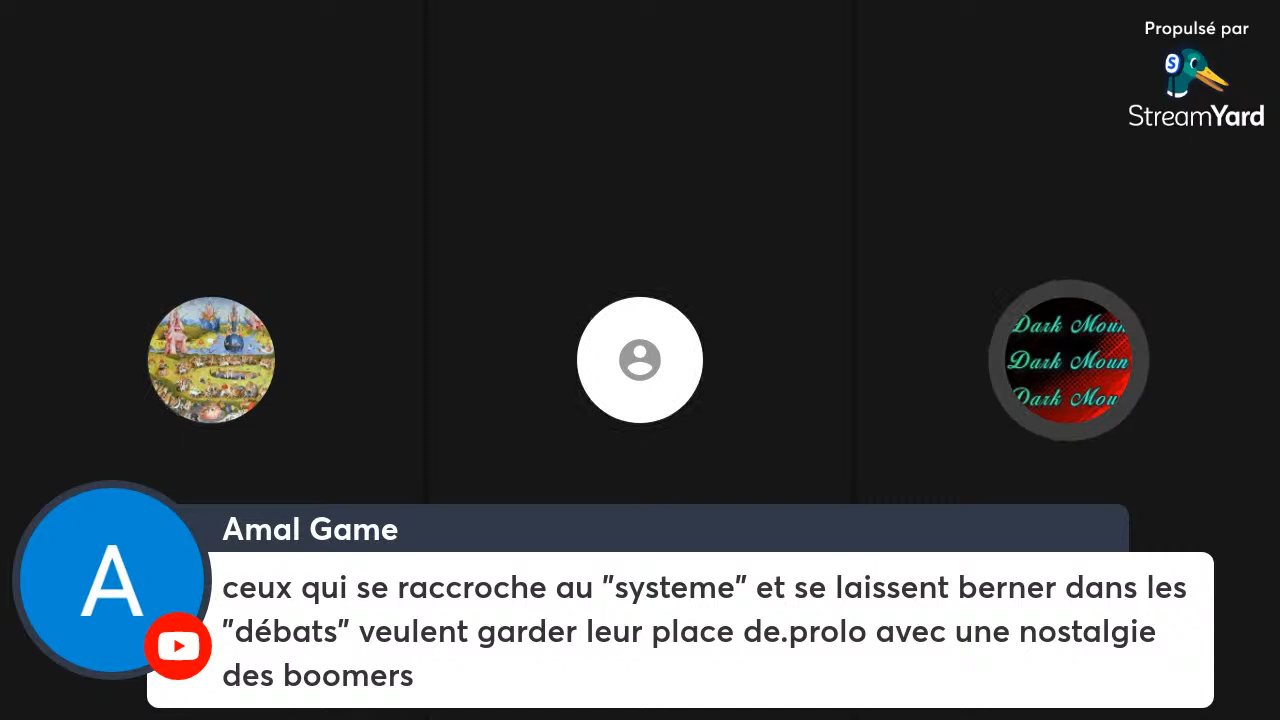 Propulsé par
S
StreamYard
Dark Moun
Dark Moun
Dark Mou
A
Amal Game
ceux qui se raccroche au "systeme" et se laissent berner dans les
"débats" veulent garder leur place de.prolo avec une nostalgie
des boomers